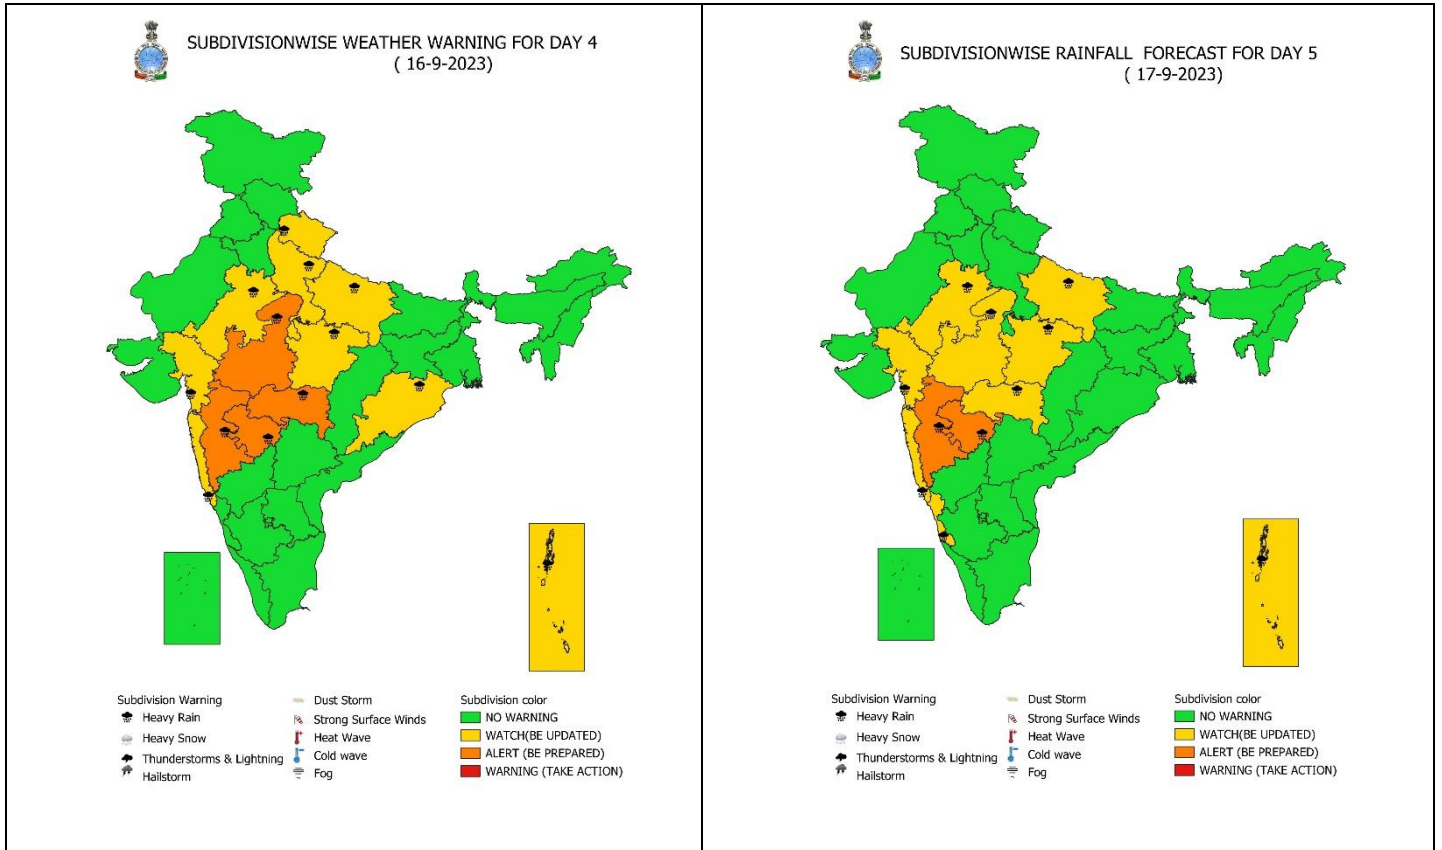 SUBDIVISIONWISE WEATHER WARNING FOR DAY 4
( 16-9-2023)
Subdivision Warning
Heavy Rain
Heavy Snow
Thunderstorms & Lightning
Hailstorm
Dust Storm
Strong Surface Winds
Heat Wave
Cold wave
Fog
Subdivision color
NO WARNING
WATCH(BE UPDATED)
ALERT (BE PREPARED)
WARNING (TAKE ACTION)
SUBDIVISIONWISE RAINFALL FORECAST FOR DAY 5
( 17-9-2023)
Subdivision Warning
Heavy Rain
Heavy Snow
Thunderstorms & Lightning
Hailstorm
Dust Storm
Strong Surface Winds
Heat Wave
Cold wave
Fog
Subdivision color
NO WARNING
WATCH(BE UPDATED)
ALERT (BE PREPARED)
WARNING (TAKE ACTION)